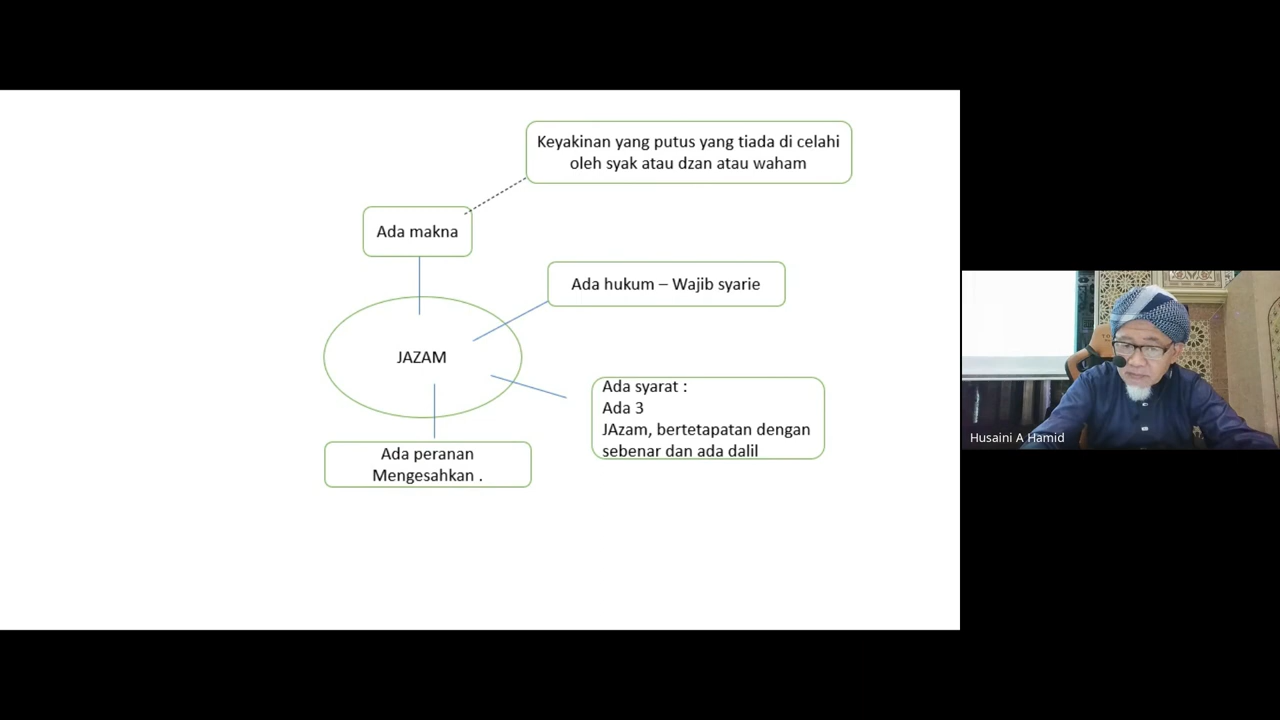 Keyakinan yang putus yang tiada di celahi
oleh syak atau dzan atau waham
Ada makna
Ada hukum – Wajib syarie
JAZAM
Ada syarat :
Ada 3
JAzam, bertetapatan dengan
sebenar dan ada dalil
Ada peranan
Mengesahkan .
Husaini A Hamid